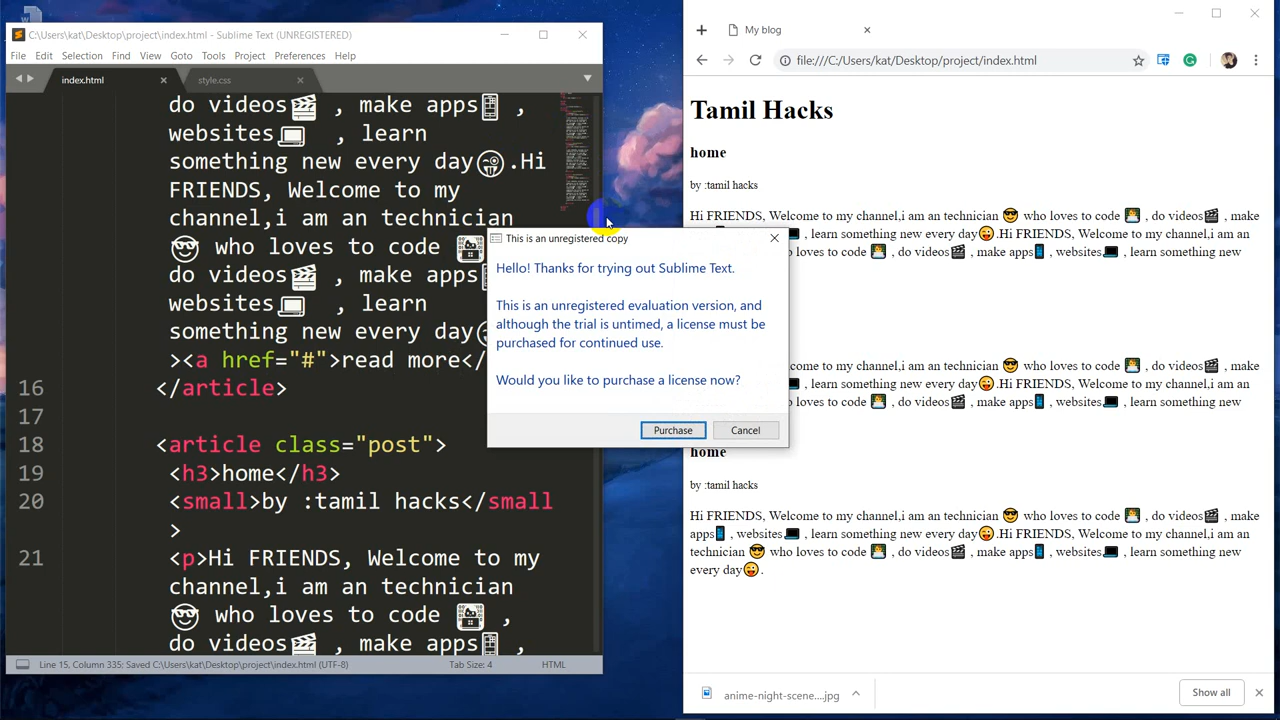 C:\Users\kat\Desktop\project\index.html - Sublime Text (UNREGISTERED)
File Edit Selection Find View Goto Tools Project Preferences Help
index.html
style.css
do videos🎬 , make apps📱 ,
websites💻 , learn
something new every day😜.Hi
FRIENDS, Welcome to my
channel,i am an technician
😎 who loves to code 👨‍💻
do videos🎬 , make apps
websites💻 , learn
something new every day
><a href="#">read more</
16 </article>
17
18 <article class="post">
19 <h3>home</h3>
20 <small>by :tamil hacks</small
>
21 <p>Hi FRIENDS, Welcome to my
channel,i am an technician
😎 who loves to code 👨‍💻 ,
do videos🎬 , make apps📱 ,
Line 15, Column 335: Saved C:\Users\kat\Desktop\project\index.html (UTF-8)
Tab Size: 4
HTML
This is an unregistered copy
Hello! Thanks for trying out Sublime Text.
This is an unregistered evaluation version, and
although the trial is untimed, a license must be
purchased for continued use.
Would you like to purchase a license now?
Purchase
Cancel
My blog
file:///C:/Users/kat/Desktop/project/index.html
Tamil Hacks
home
by :tamil hacks
Hi FRIENDS, Welcome to my channel,i am an technician 😎 who loves to code 👨‍💻 , do videos🎬 , make
💻 , learn something new every day😜.Hi FRIENDS, Welcome to my channel,i am an
oves to code 👨‍💻 , do videos🎬 , make apps📱 , websites💻 , learn something new
elcome to my channel,i am an technician 😎 who loves to code 👨‍💻 , do videos🎬 , make
💻 , learn something new every day😜.Hi FRIENDS, Welcome to my channel,i am an
oves to code 👨‍💻 , do videos🎬 , make apps📱 , websites💻 , learn something new
home
by :tamil hacks
Hi FRIENDS, Welcome to my channel,i am an technician 😎 who loves to code 👨‍💻 , do videos🎬 , make
apps📱 , websites💻 , learn something new every day😜.Hi FRIENDS, Welcome to my channel,i am an
technician 😎 who loves to code 👨‍💻 , do videos🎬 , make apps📱 , websites💻 , learn something new
every day😜.
anime-night-scene....jpg
Show all